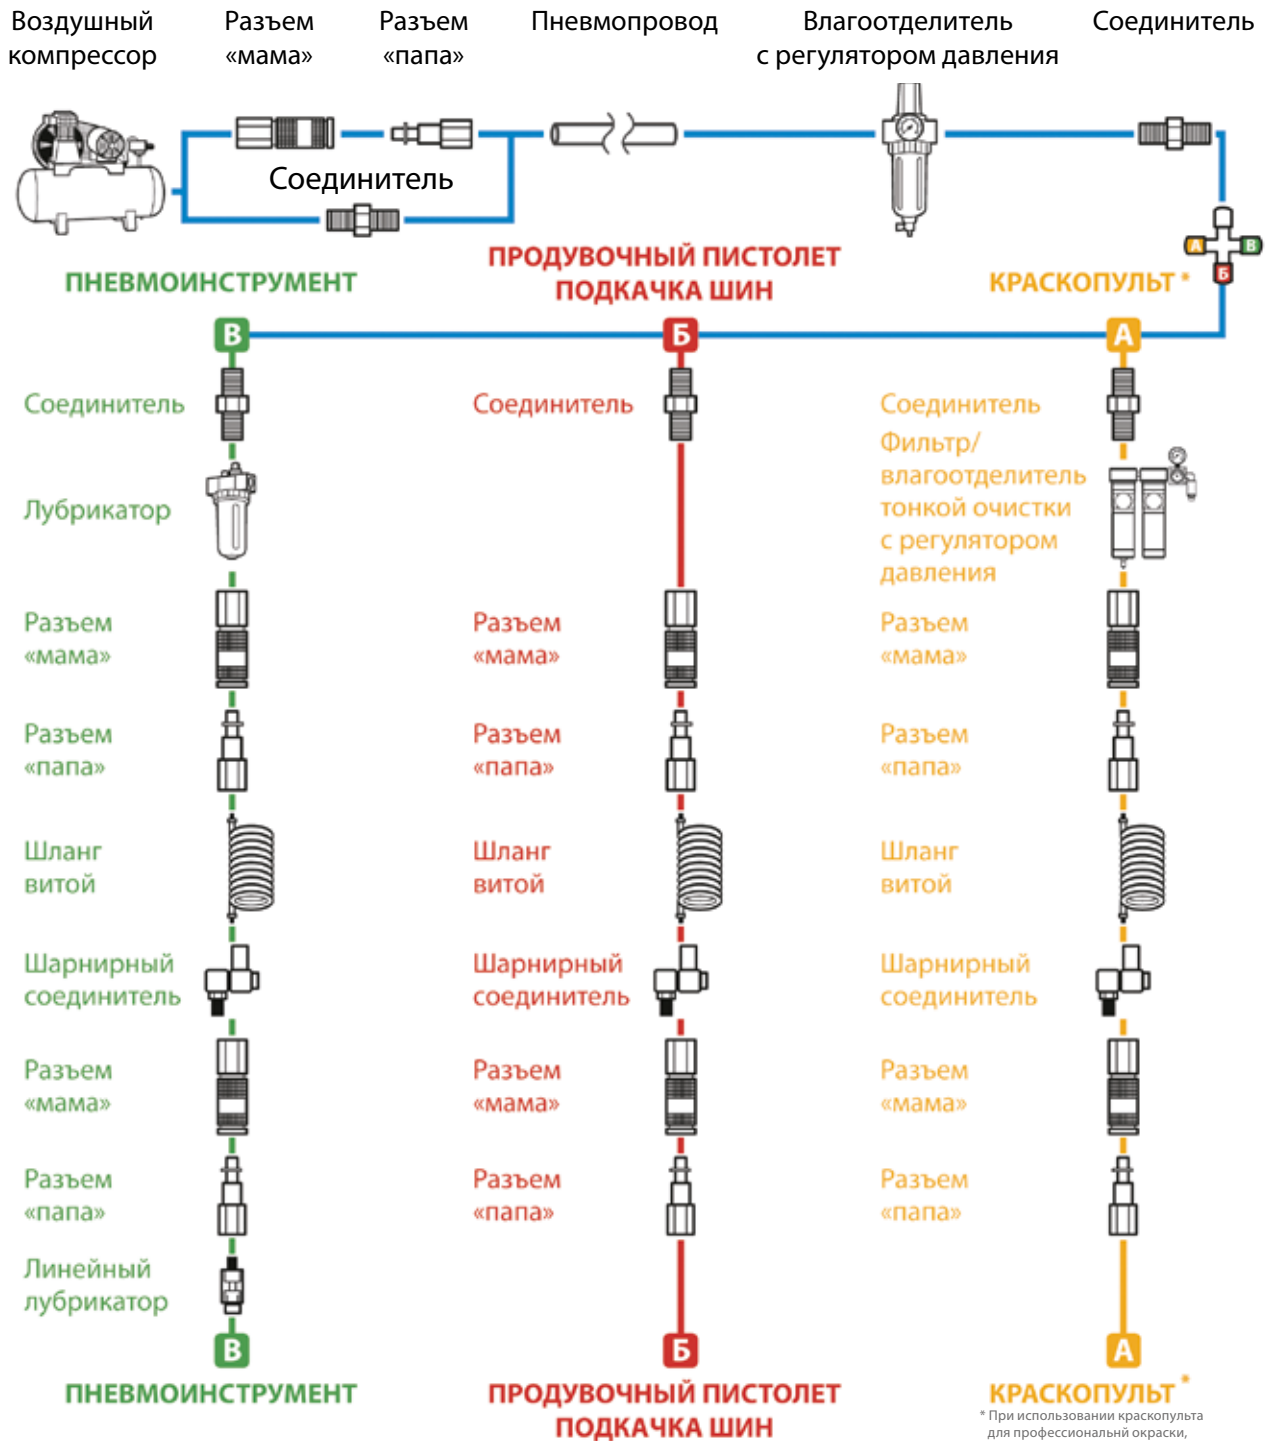 Воздушный
компрессор
Разъем
«мама»
Разъем
«папа»
Пневмопровод
Влагоотделитель
с регулятором давления
Соединитель
Соединитель
А
В
Б
ПНЕВМОИНСТРУМЕНТ
ПРОДУВОЧНЫЙ ПИСТОЛЕТ
ПОДКАЧКА ШИН
КРАСКОПУЛЬТ *
В
Б
А
Соединитель
Лубрикатор
Разъем
«мама»
Разъем
«папа»
Шланг
витой
Шарнирный
соединитель
Разъем
«мама»
Разъем
«папа»
Линейный
лубрикатор
В
ПНЕВМОИНСТРУМЕНТ
Соединитель
Разъем
«мама»
Разъем
«папа»
Шланг
витой
Шарнирный
соединитель
Разъем
«мама»
Разъем
«папа»
Б
ПРОДУВОЧНЫЙ ПИСТОЛЕТ
ПОДКАЧКА ШИН
Соединитель
Фильтр/
влагоотделитель
тонкой очистки
с регулятором
давления
Разъем
«мама»
Разъем
«папа»
Шланг
витой
Шарнирный
соединитель
Разъем
«мама»
Разъем
«папа»
А
КРАСКОПУЛЬТ *
* При использовании краскопульта
для профессиональнй окраски,